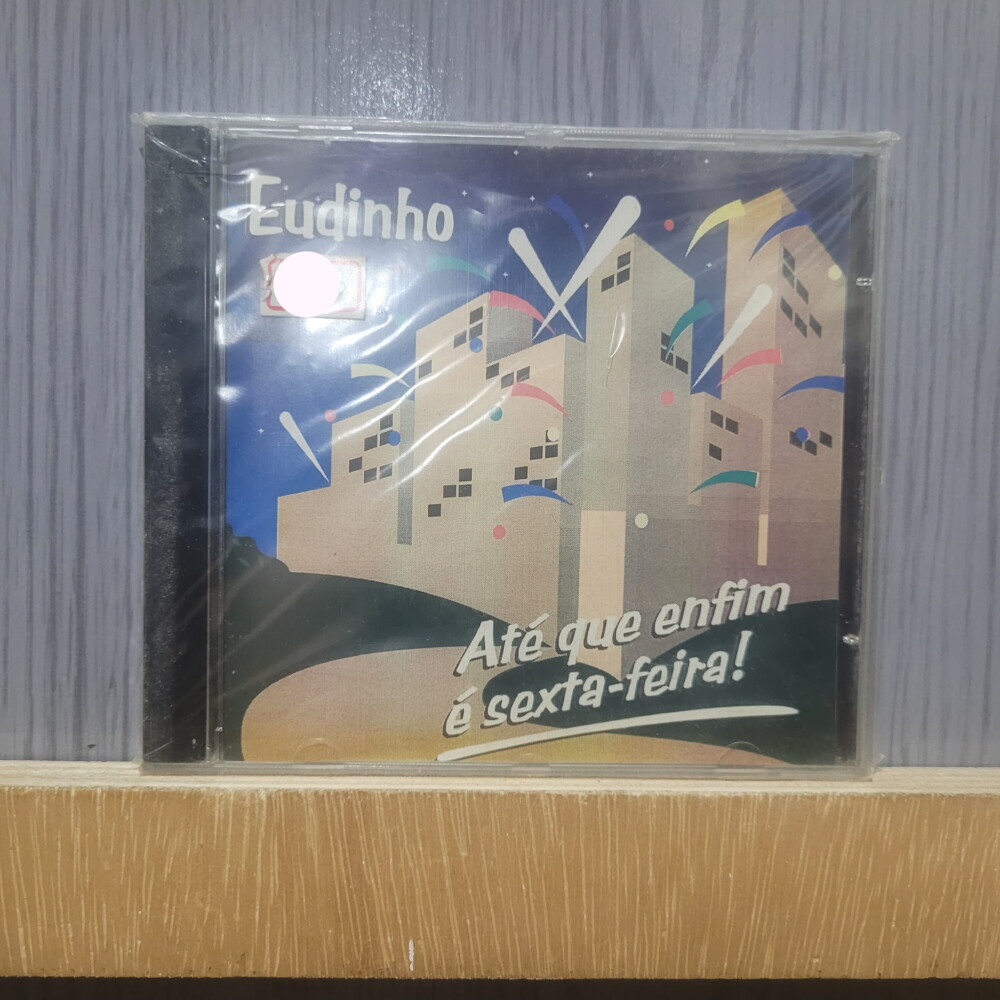 Eudinho
Até que enfim
é sexta-feira!